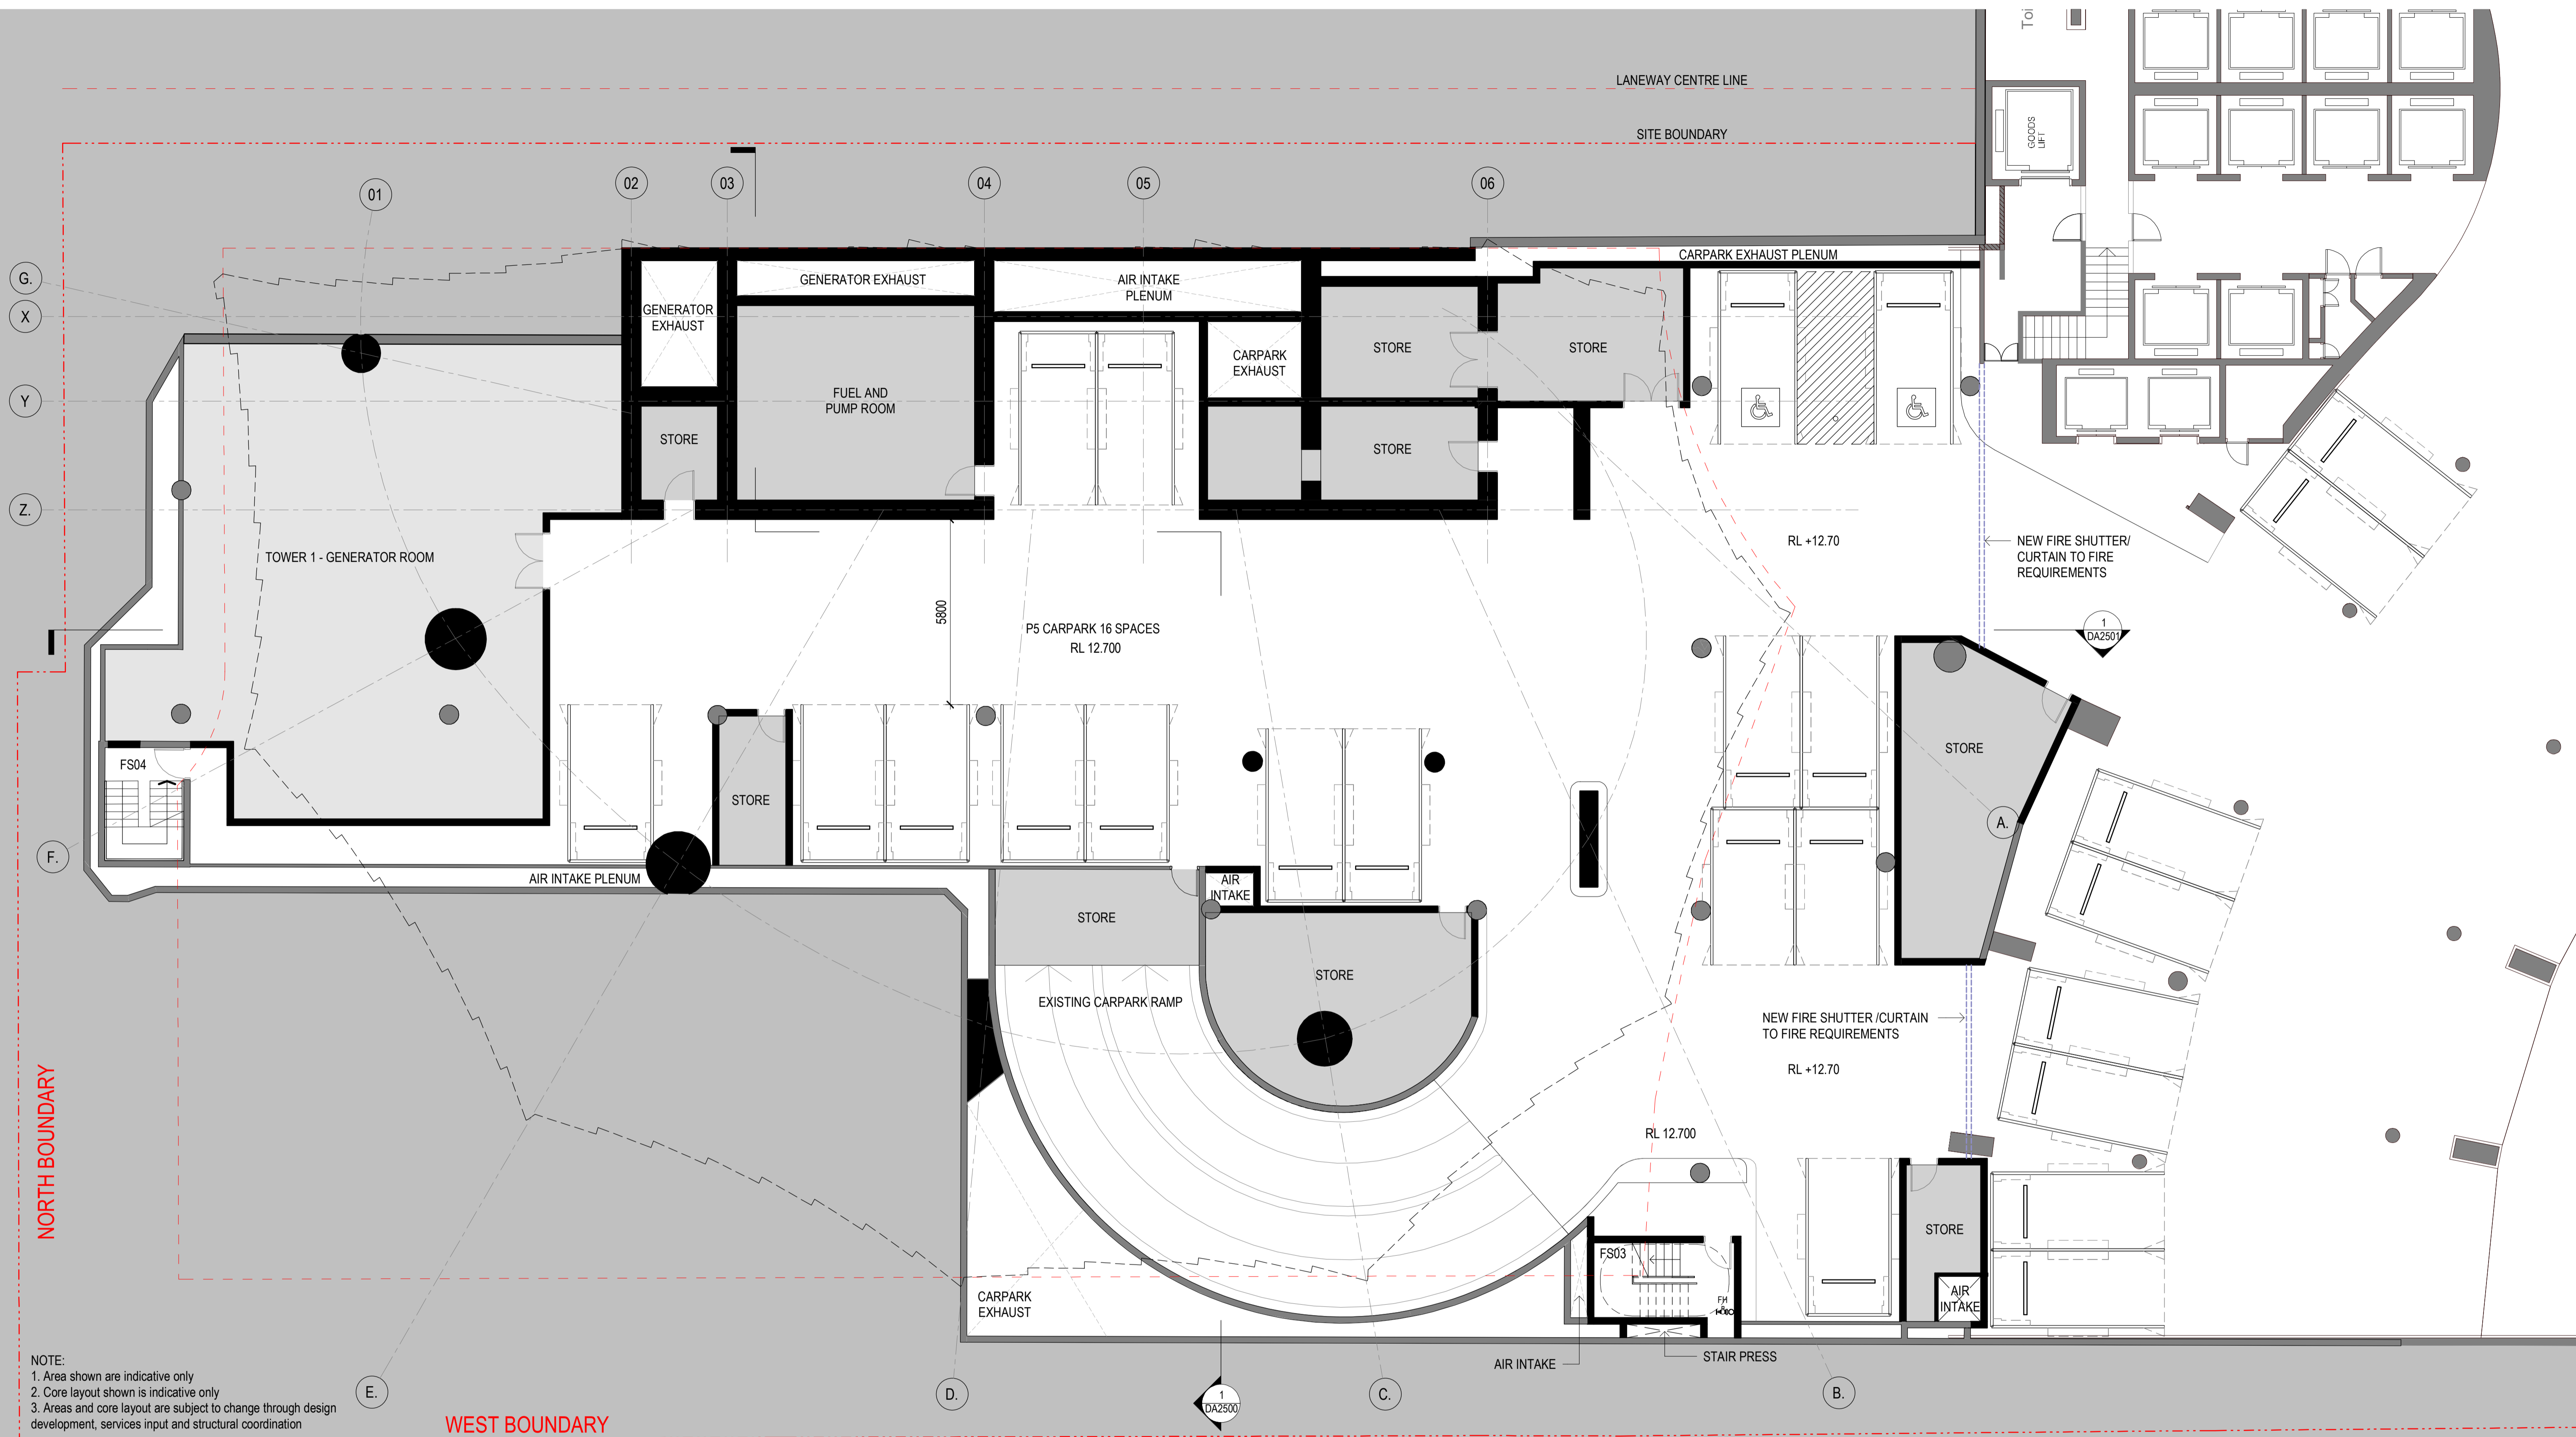 Toi
LANEWAY CENTRE LINE
GOODS
LIFT
SITE BOUNDARY
01
02
03
04
05
06
G.
X
Y
Z.
F.
CARPARK EXHAUST PLENUM
GENERATOR
EXHAUST
GENERATOR EXHAUST
AIR INTAKE
PLENUM
STORE
STORE
CARPARK
EXHAUST
FUEL AND
PUMP ROOM
STORE
STORE
TOWER 1 - GENERATOR ROOM
RL +12.70
NEW FIRE SHUTTER/
CURTAIN TO FIRE
REQUIREMENTS
5800
P5 CARPARK 16 SPACES
RL 12.700
1
DA2501
STORE
FS04
STORE
A.
AIR INTAKE PLENUM
AIR
INTAKE
STORE
STORE
EXISTING CARPARK RAMP
NEW FIRE SHUTTER /CURTAIN
TO FIRE REQUIREMENTS
RL +12.70
RL 12.700
NORTH BOUNDARY
STORE
FS03
FH
CARPARK
EXHAUST
AIR
INTAKE
AIR INTAKE
STAIR PRESS
NOTE:
1. Area shown are indicative only
2. Core layout shown is indicative only
3. Areas and core layout are subject to change through design
development, services input and structural coordination
E.
D.
1
DA2500
C.
B.
WEST BOUNDARY